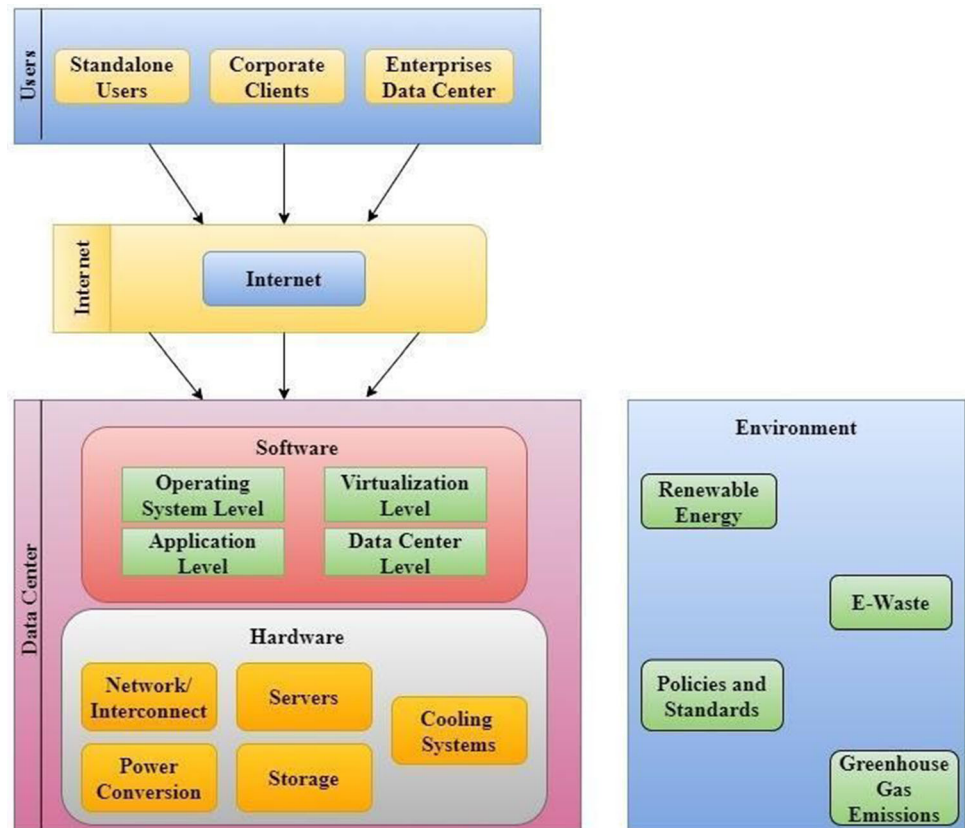 Users
Standalone
Users
Corporate
Clients
Enterprises
Data Center
Internet
Internet
Data Center
Software
Operating
System Level
Virtualization
Level
Application
Level
Data Center
Level
Hardware
Network/
Interconnect
Servers
Cooling
Systems
Power
Conversion
Storage
Environment
Renewable
Energy
E-Waste
Policies and
Standards
Greenhouse
Gas
Emissions